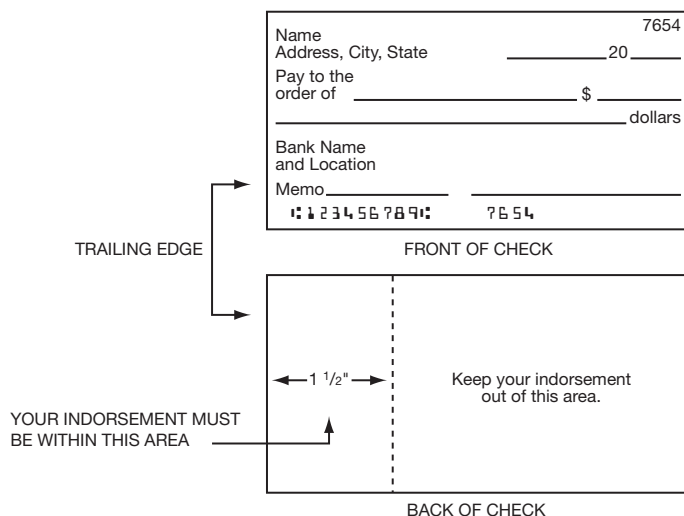 7654
Name
Address, City, State 20
Pay to the
order of $
dollars
Bank Name
and Location
Memo
⑆123456789⑆ 7654
TRAILING EDGE
FRONT OF CHECK
1 1/2"
Keep your indorsement
out of this area.
YOUR INDORSEMENT MUST
BE WITHIN THIS AREA
BACK OF CHECK